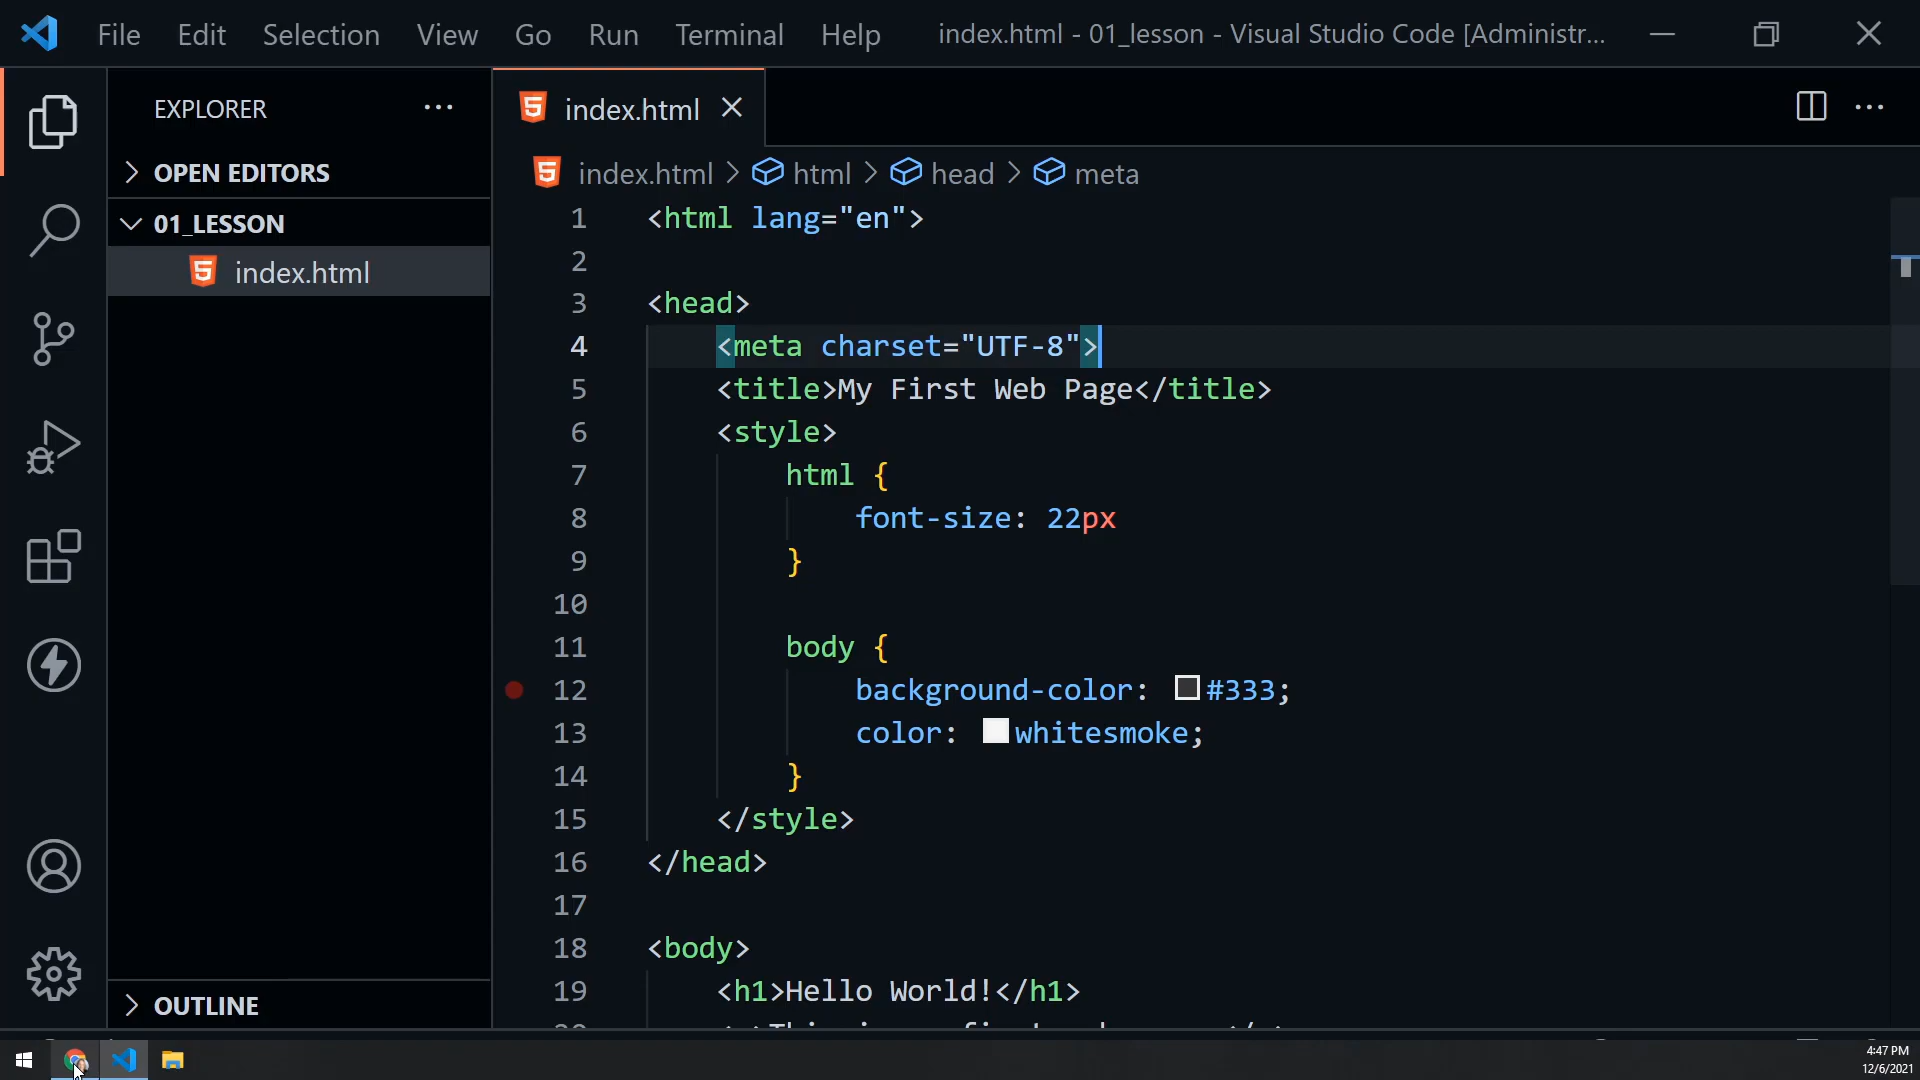 File Edit Selection View Go Run Terminal Help index.html - 01_lesson - Visual Studio Code [Administr...
EXPLORER
OPEN EDITORS
01_LESSON
index.html
OUTLINE
index.html
index.html > html > head > meta
1 <html lang="en">
2
3 <head>
4 <meta charset="UTF-8">
5 <title>My First Web Page</title>
6 <style>
7 html {
8 font-size: 22px
9 }
10
11 body {
12 background-color: #333;
13 color: whitesmoke;
14 }
15 </style>
16 </head>
17
18 <body>
19 <h1>Hello World!</h1>
4:47 PM
12/6/2021